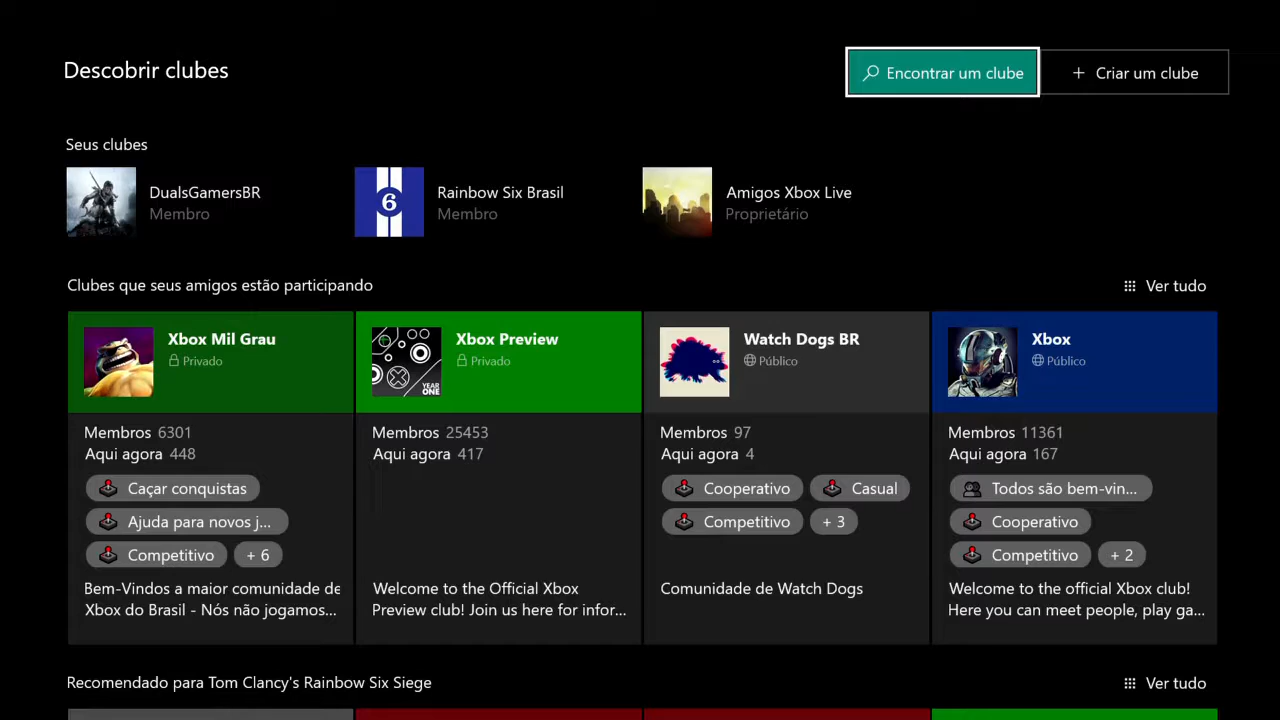 Descobrir clubes
Encontrar um clube
+ Criar um clube
Seus clubes
DualsGamersBR
Membro
6
Rainbow Six Brasil
Membro
Amigos Xbox Live
Proprietário
Clubes que seus amigos estão participando
Ver tudo
Xbox Mil Grau
Privado
Membros 6301
Aqui agora 448
Caçar conquistas
Ajuda para novos j...
Competitivo + 6
Bem-Vindos a maior comunidade de
Xbox do Brasil - Nós não jogamos...
YEAR
ONE
Xbox Preview
Privado
Membros 25453
Aqui agora 417
Welcome to the Official Xbox
Preview club! Join us here for infor...
Watch Dogs BR
Público
Membros 97
Aqui agora 4
Cooperativo Casual
Competitivo + 3
Comunidade de Watch Dogs
Xbox
Público
Membros 11361
Aqui agora 167
Todos são bem-vin...
Cooperativo
Competitivo + 2
Welcome to the official Xbox club!
Here you can meet people, play ga...
Recomendado para Tom Clancy's Rainbow Six Siege
Ver tudo